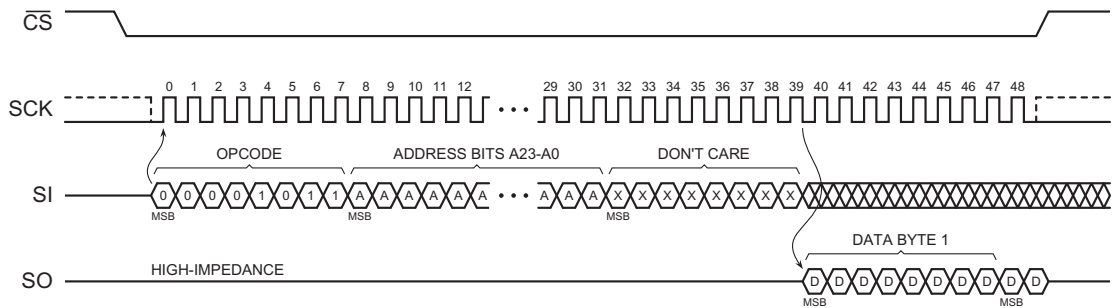 CS
0 1 2 3 4 5 6 7 8 9 10 11 12 29 30 31 32 33 34 35 36 37 38 39 40 41 42 43 44 45 46 47 48
SCK
OPCODE ADDRESS BITS A23-A0 DON'T CARE
SI 0 0 0 0 1 0 1 1 A A A A A A A A A X X X X X X X X
MSB MSB MSB
DATA BYTE 1
HIGH-IMPEDANCE
SO D D D D D D D D D D
MSB MSB